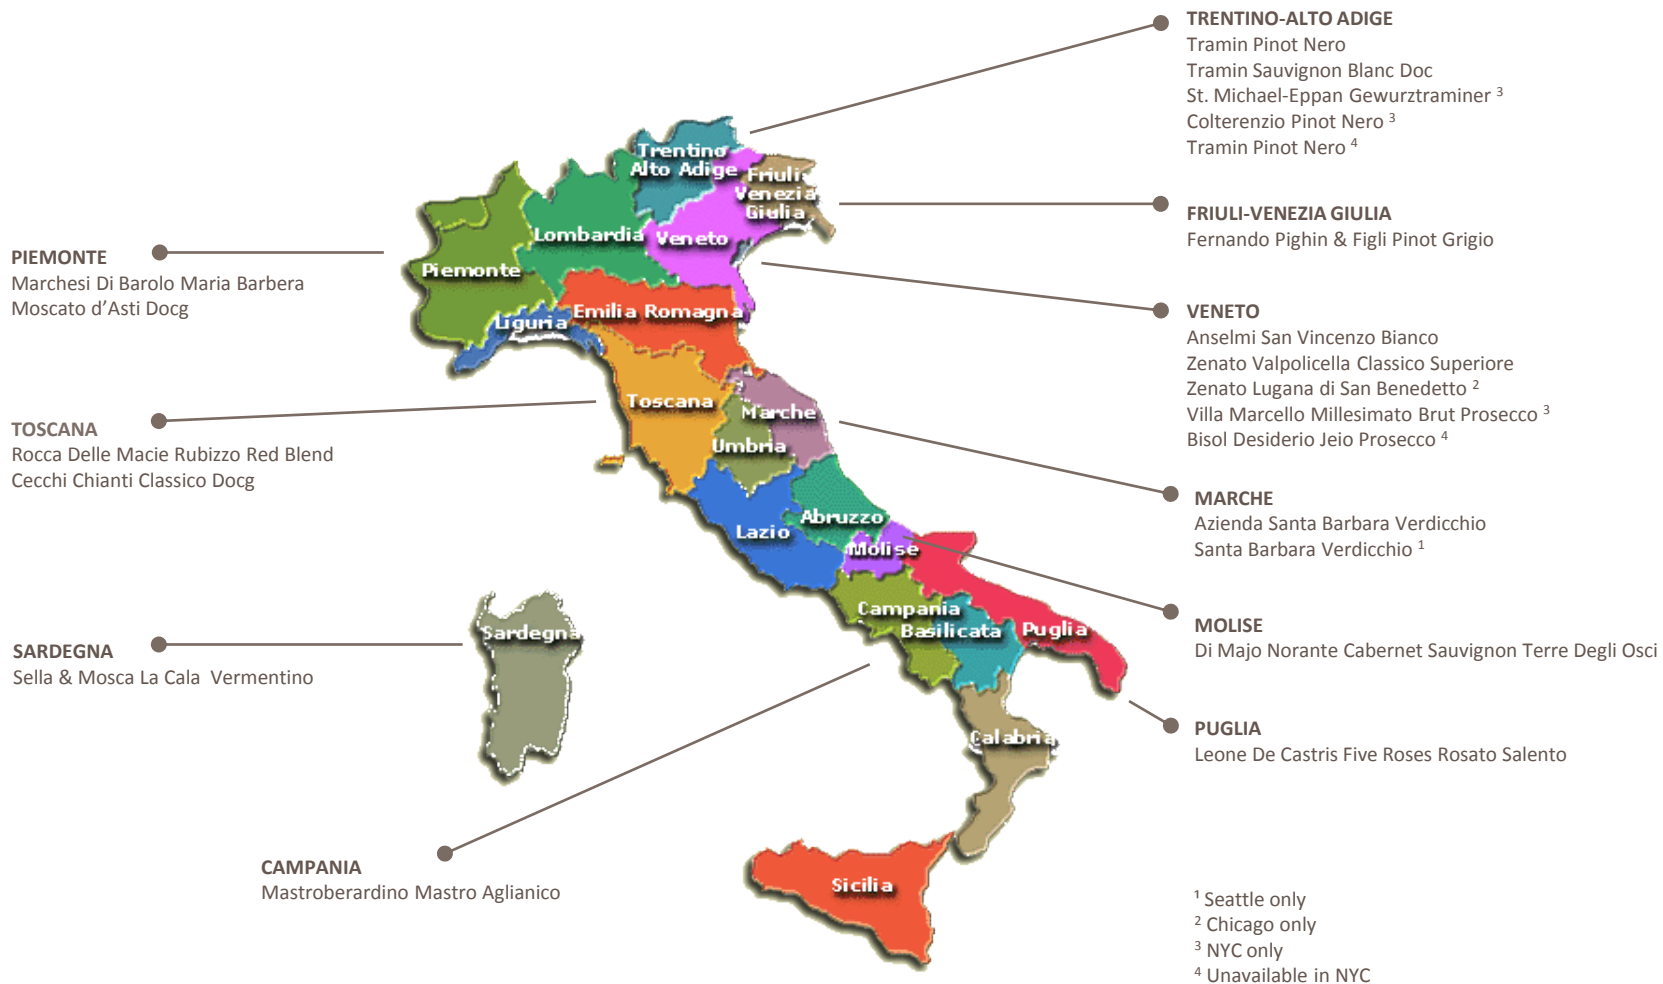 TRENTINO-ALTO ADIGE
Tramin Pinot Nero
Tramin Sauvignon Blanc Doc
St. Michael-Eppan Gewurztraminer ³
Colterenzio Pinot Nero ³
Tramin Pinot Nero ⁴
FRIULI-VENEZIA GIULIA
Fernando Pighin & Figli Pinot Grigio
VENETO
Anselmi San Vincenzo Bianco
Zenato Valpolicella Classico Superiore
Zenato Lugana di San Benedetto ²
Villa Marcello Millesimato Brut Prosecco ³
Bisol Desiderio Jeio Prosecco ⁴
MARCHE
Azienda Santa Barbara Verdicchio
Santa Barbara Verdicchio ¹
MOLISE
Di Majo Norante Cabernet Sauvignon Terre Degli Osci
PUGLIA
Leone De Castris Five Roses Rosato Salento
PIEMONTE
Marchesi Di Barolo Maria Barbera
Moscato d’Asti Docg
TOSCANA
Rocca Delle Macie Rubizzo Red Blend
Cecchi Chianti Classico Docg
SARDEGNA
Sella & Mosca La Cala  Vermentino
CAMPANIA
Mastroberardino Mastro Aglianico
Trentino
Alto Adige
Friuli
Venezia
Giulia
Lombardia
Veneto
Piemonte
Emilia Romagna
Liguria
Toscana
Marche
Umbria
Abruzzo
Lazio
Molise
Campania
Basilicata
Puglia
Sardegna
Calabria
Sicilia
¹ Seattle only
² Chicago only
³ NYC only
⁴ Unavailable in NYC